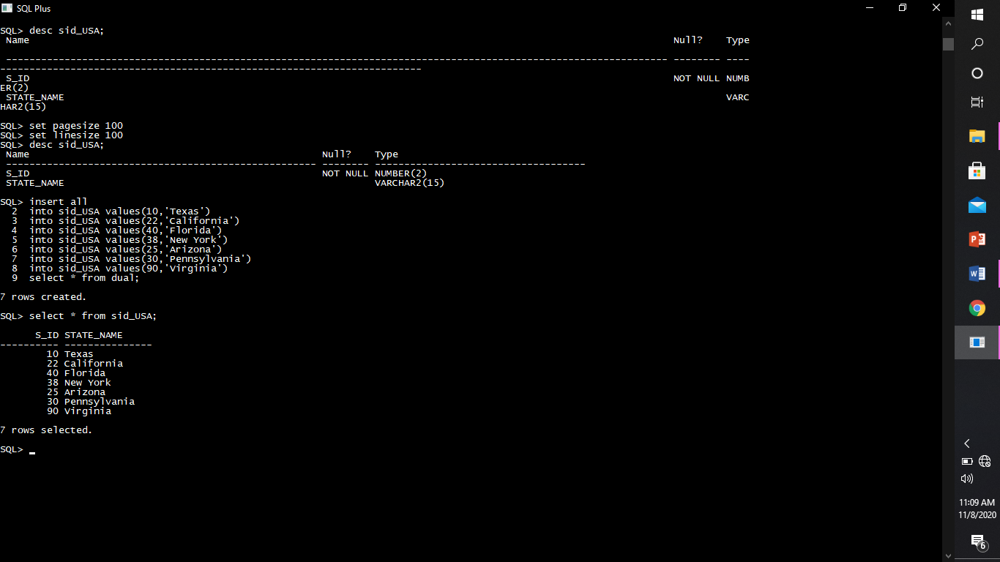 SQL Plus
SQL> desc sid_USA;
 Name                                                                                                              Null?    Type
 ----------------------------------------------------------------------------------------------------------------- -------- ----
------------------------------------------------------------------------
 S_ID                                                                                                              NOT NULL NUMB
ER(2)
 STATE_NAME                                                                                                                 VARC
HAR2(15)
SQL> set pagesize 100
SQL> set linesize 100
SQL> desc sid_USA;
 Name                                                  Null?    Type
 ----------------------------------------------------- -------- ------------------------------------
 S_ID                                                  NOT NULL NUMBER(2)
 STATE_NAME                                                     VARCHAR2(15)
SQL> insert all
  2  into sid_USA values(10,'Texas')
  3  into sid_USA values(22,'California')
  4  into sid_USA values(40,'Florida')
  5  into sid_USA values(38,'New York')
  6  into sid_USA values(25,'Arizona')
  7  into sid_USA values(30,'Pennsylvania')
  8  into sid_USA values(90,'Virginia')
  9  select * from dual;
7 rows created.
SQL> select * from sid_USA;
      S_ID STATE_NAME
---------- ---------------
        10 Texas
        22 California
        40 Florida
        38 New York
        25 Arizona
        30 Pennsylvania
        90 Virginia
7 rows selected.
SQL> _
11:09 AM
11/8/2020
6